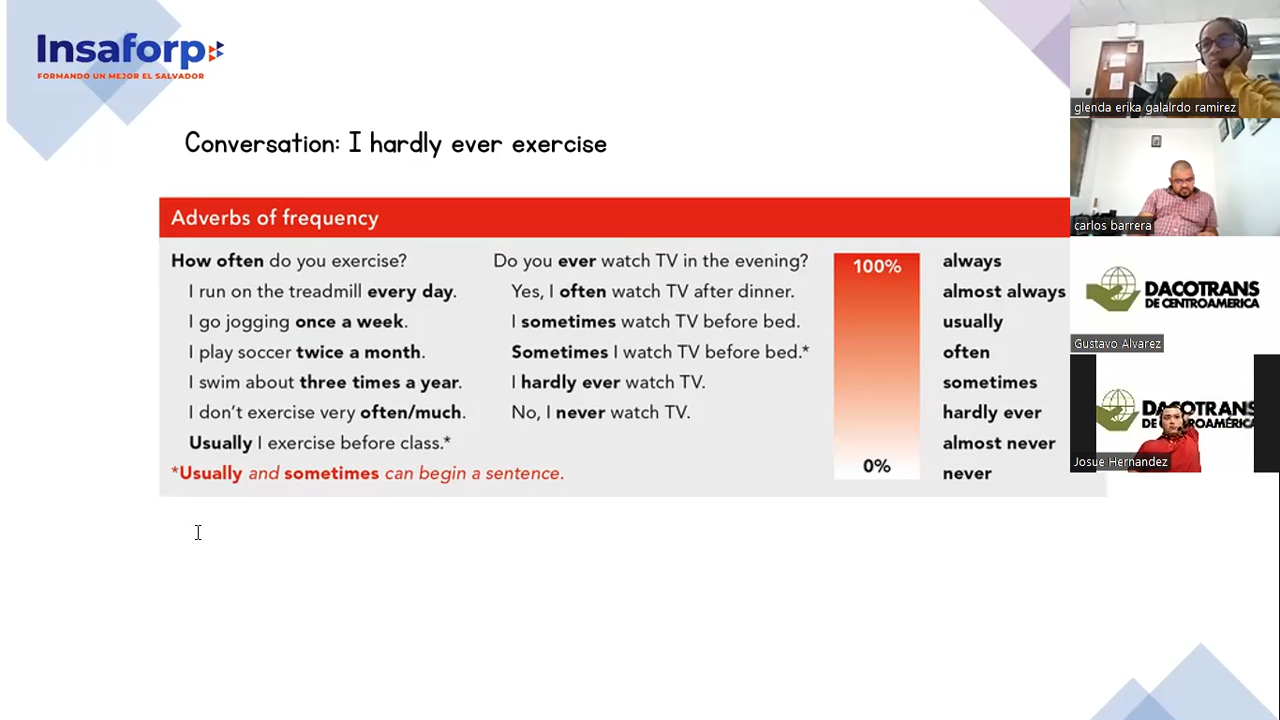 Insaforp
FORMANDO UN MEJOR EL SALVADOR
Conversation: I hardly ever exercise
Adverbs of frequency
How often do you exercise?
I run on the treadmill every day.
I go jogging once a week.
I play soccer twice a month.
I swim about three times a year.
I don't exercise very often/much.
Usually I exercise before class.*
*Usually and sometimes can begin a sentence.
Do you ever watch TV in the evening?
Yes, I often watch TV after dinner.
I sometimes watch TV before bed.
Sometimes I watch TV before bed.*
I hardly ever watch TV.
No, I never watch TV.
100%
0%
always
almost always
usually
often
sometimes
hardly ever
almost never
never
glenda erika galalrdo ramirez
carlos barrera
DACOTRANS
DE CENTROAMERICA
Gustavo Alvarez
DACOTRANS
Josue Hernandez